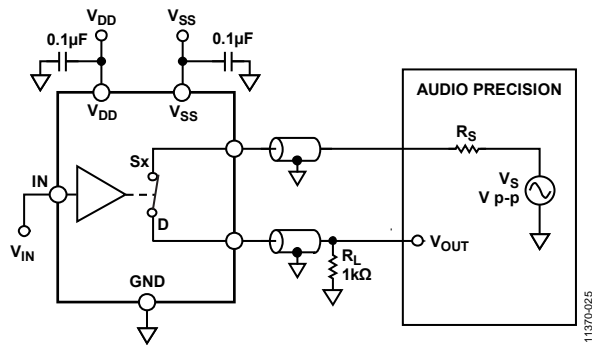 VDD
VSS
0.1µF
0.1µF
VDD
VSS
AUDIO PRECISION
RS
VS
V p-p
Sx
IN
D
VIN
VOUT
RL
1kΩ
GND
11370-025